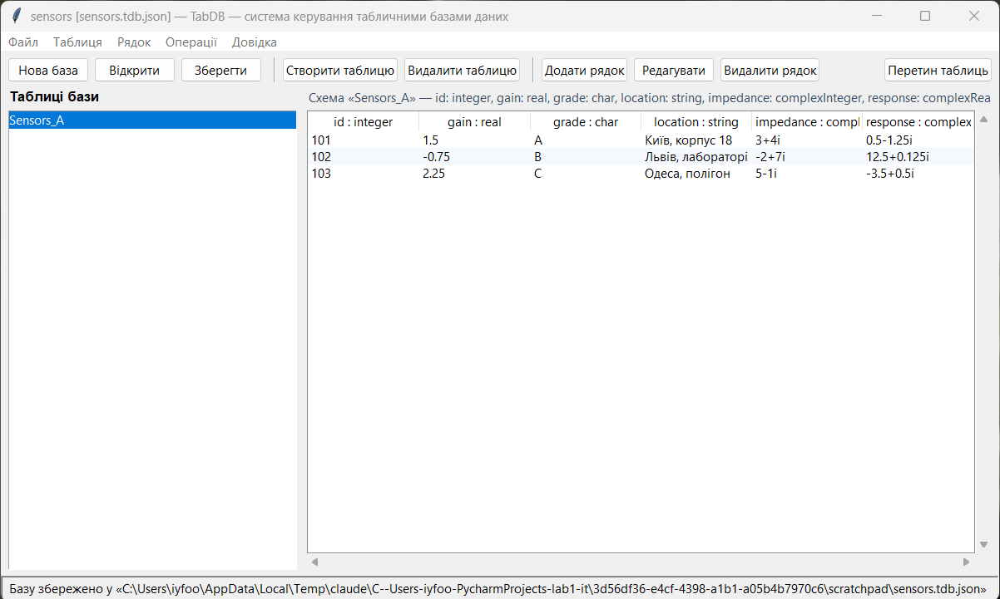 sensors [sensors.tdb.json] — TabDB — система керування табличними базами даних
Файл Таблиця Рядок Операції Довідка
Нова база Відкрити Зберегти Створити таблицю Видалити таблицю Додати рядок Редагувати Видалити рядок Перетин таблиць
Таблиці бази
Sensors_A
Схема «Sensors_A» — id: integer, gain: real, grade: char, location: string, impedance: complexInteger, response: complexRea
id : integer gain : real grade : char location : string impedance : compl response : complex
101 1.5 A Київ, корпус 18 3+4i 0.5-1.25i
102 -0.75 B Львів, лабораторі -2+7i 12.5+0.125i
103 2.25 C Одеса, полігон 5-1i -3.5+0.5i
Базу збережено у «C:\Users\iyfoo\AppData\Local\Temp\claude\C--Users-iyfoo-PycharmProjects-lab1-it\3d56df36-e4cf-4398-a1b1-a05b4b7970c6\scratchpad\sensors.tdb.json»